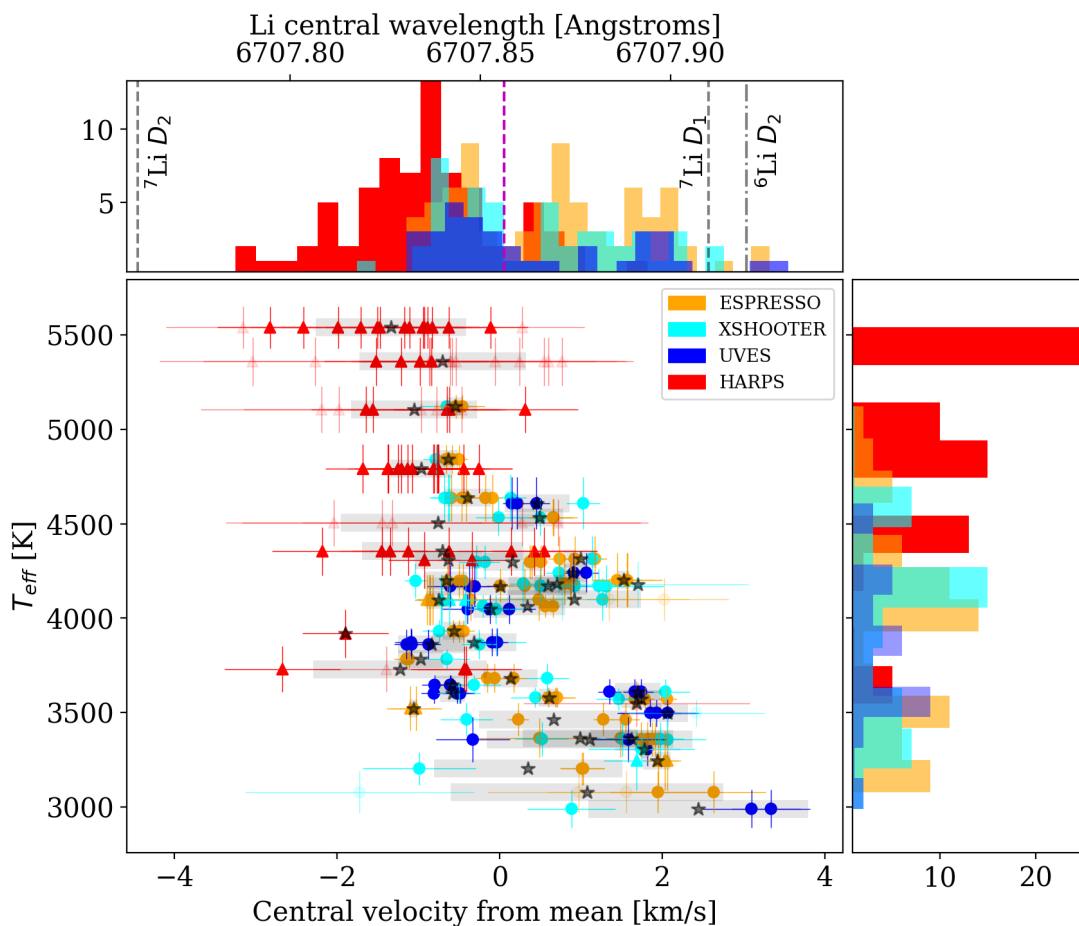 Li central wavelength [Angstroms]
6707.80 6707.85 6707.90
10
5
⁷Li D₂
⁷Li D₁
⁶Li D₂
ESPRESSO
XSHOOTER
UVES
HARPS
5500
5000
4500
4000
3500
3000
T_eff [K]
−4 −2 0 2 4
Central velocity from mean [km/s]
10 20